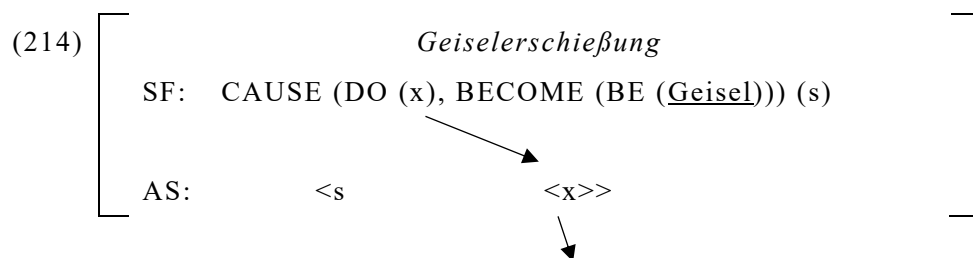 (214) Geiselerschießung
SF: CAUSE (DO (x), BECOME (BE (Geisel))) (s)
AS: <s <x>>